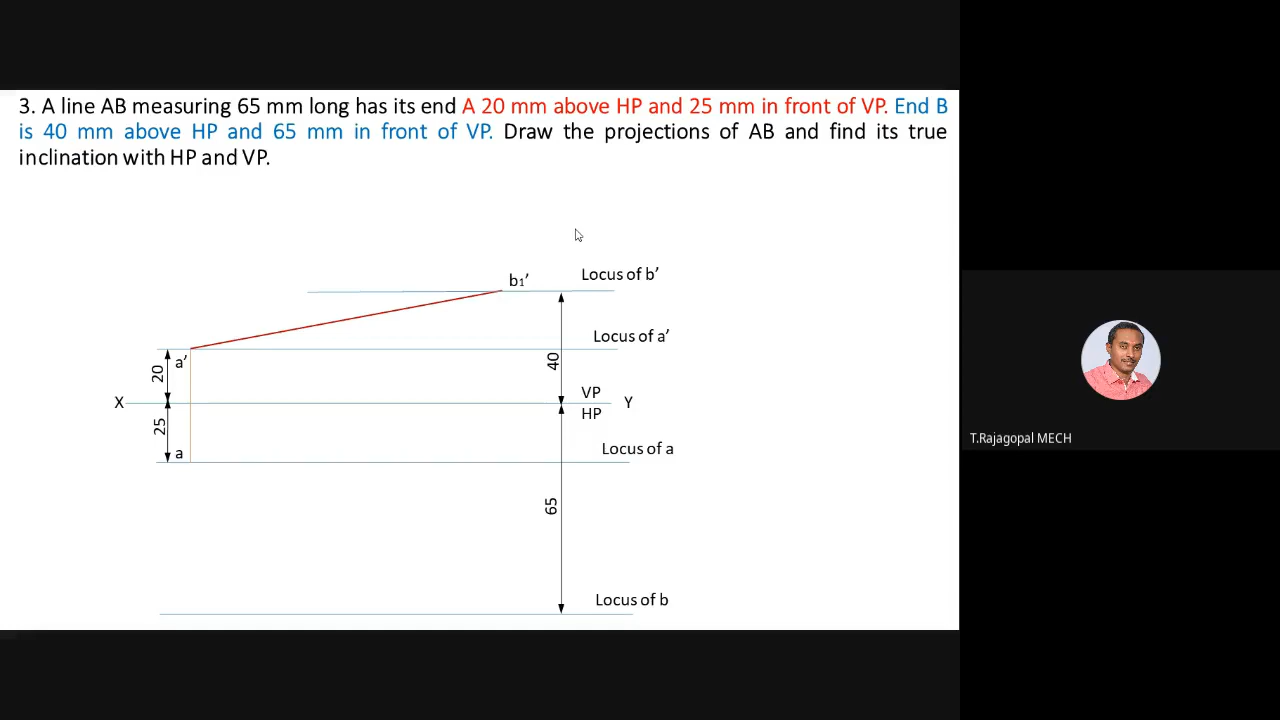 3. A line AB measuring 65 mm long has its end A 20 mm above HP and 25 mm in front of VP. End B
is 40 mm above HP and 65 mm in front of VP. Draw the projections of AB and find its true
inclination with HP and VP.
b1’
Locus of b’
Locus of a’
a’
20
40
X
VP
Y
HP
25
a
Locus of a
T.Rajagopal MECH
65
Locus of b